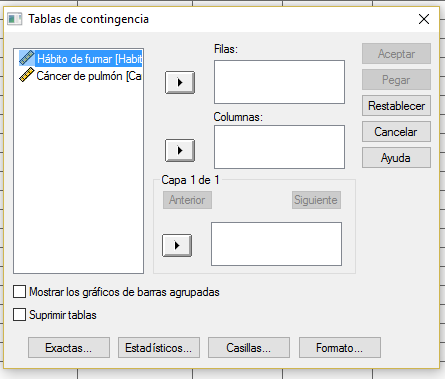 Tablas de contingencia
Hábito de fumar [Habit
Cáncer de pulmón [Ca
Filas:
Columnas:
Capa 1 de 1
Anterior
Siguiente
Aceptar
Pegar
Restablecer
Cancelar
Ayuda
Mostrar los gráficos de barras agrupadas
Suprimir tablas
Exactas...
Estadísticos...
Casillas...
Formato...